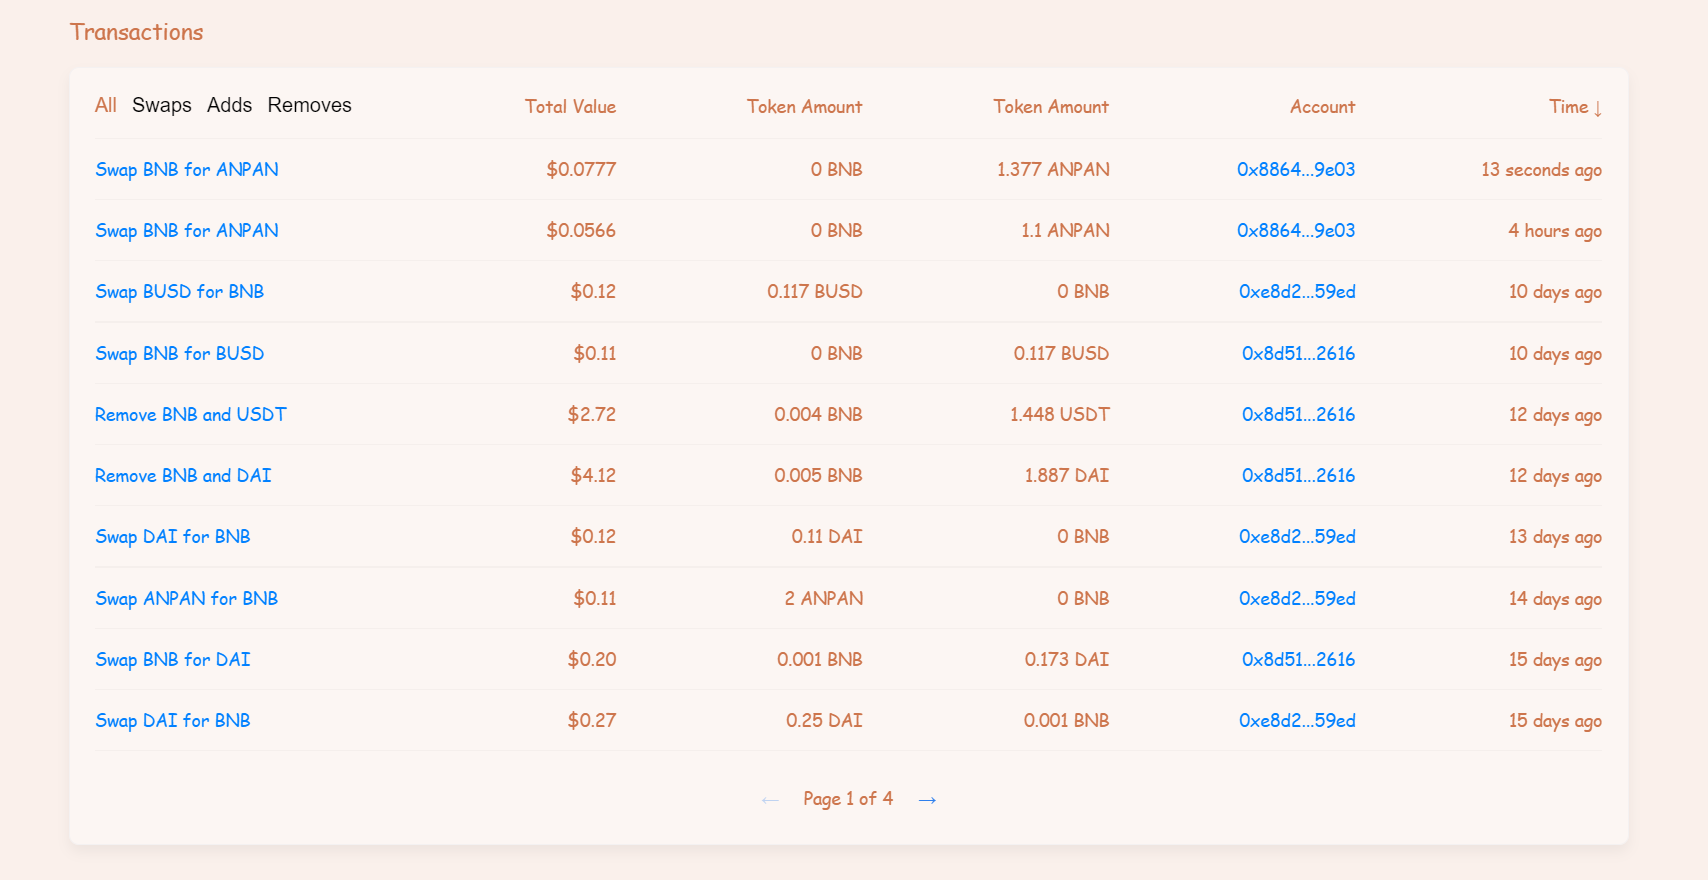 Transactions
All Swaps Adds Removes Total Value Token Amount Token Amount Account Time ↓
Swap BNB for ANPAN $0.0777 0 BNB 1.377 ANPAN 0x8864...9e03 13 seconds ago
Swap BNB for ANPAN $0.0566 0 BNB 1.1 ANPAN 0x8864...9e03 4 hours ago
Swap BUSD for BNB $0.12 0.117 BUSD 0 BNB 0xe8d2...59ed 10 days ago
Swap BNB for BUSD $0.11 0 BNB 0.117 BUSD 0x8d51...2616 10 days ago
Remove BNB and USDT $2.72 0.004 BNB 1.448 USDT 0x8d51...2616 12 days ago
Remove BNB and DAI $4.12 0.005 BNB 1.887 DAI 0x8d51...2616 12 days ago
Swap DAI for BNB $0.12 0.11 DAI 0 BNB 0xe8d2...59ed 13 days ago
Swap ANPAN for BNB $0.11 2 ANPAN 0 BNB 0xe8d2...59ed 14 days ago
Swap BNB for DAI $0.20 0.001 BNB 0.173 DAI 0x8d51...2616 15 days ago
Swap DAI for BNB $0.27 0.25 DAI 0.001 BNB 0xe8d2...59ed 15 days ago
← Page 1 of 4 →